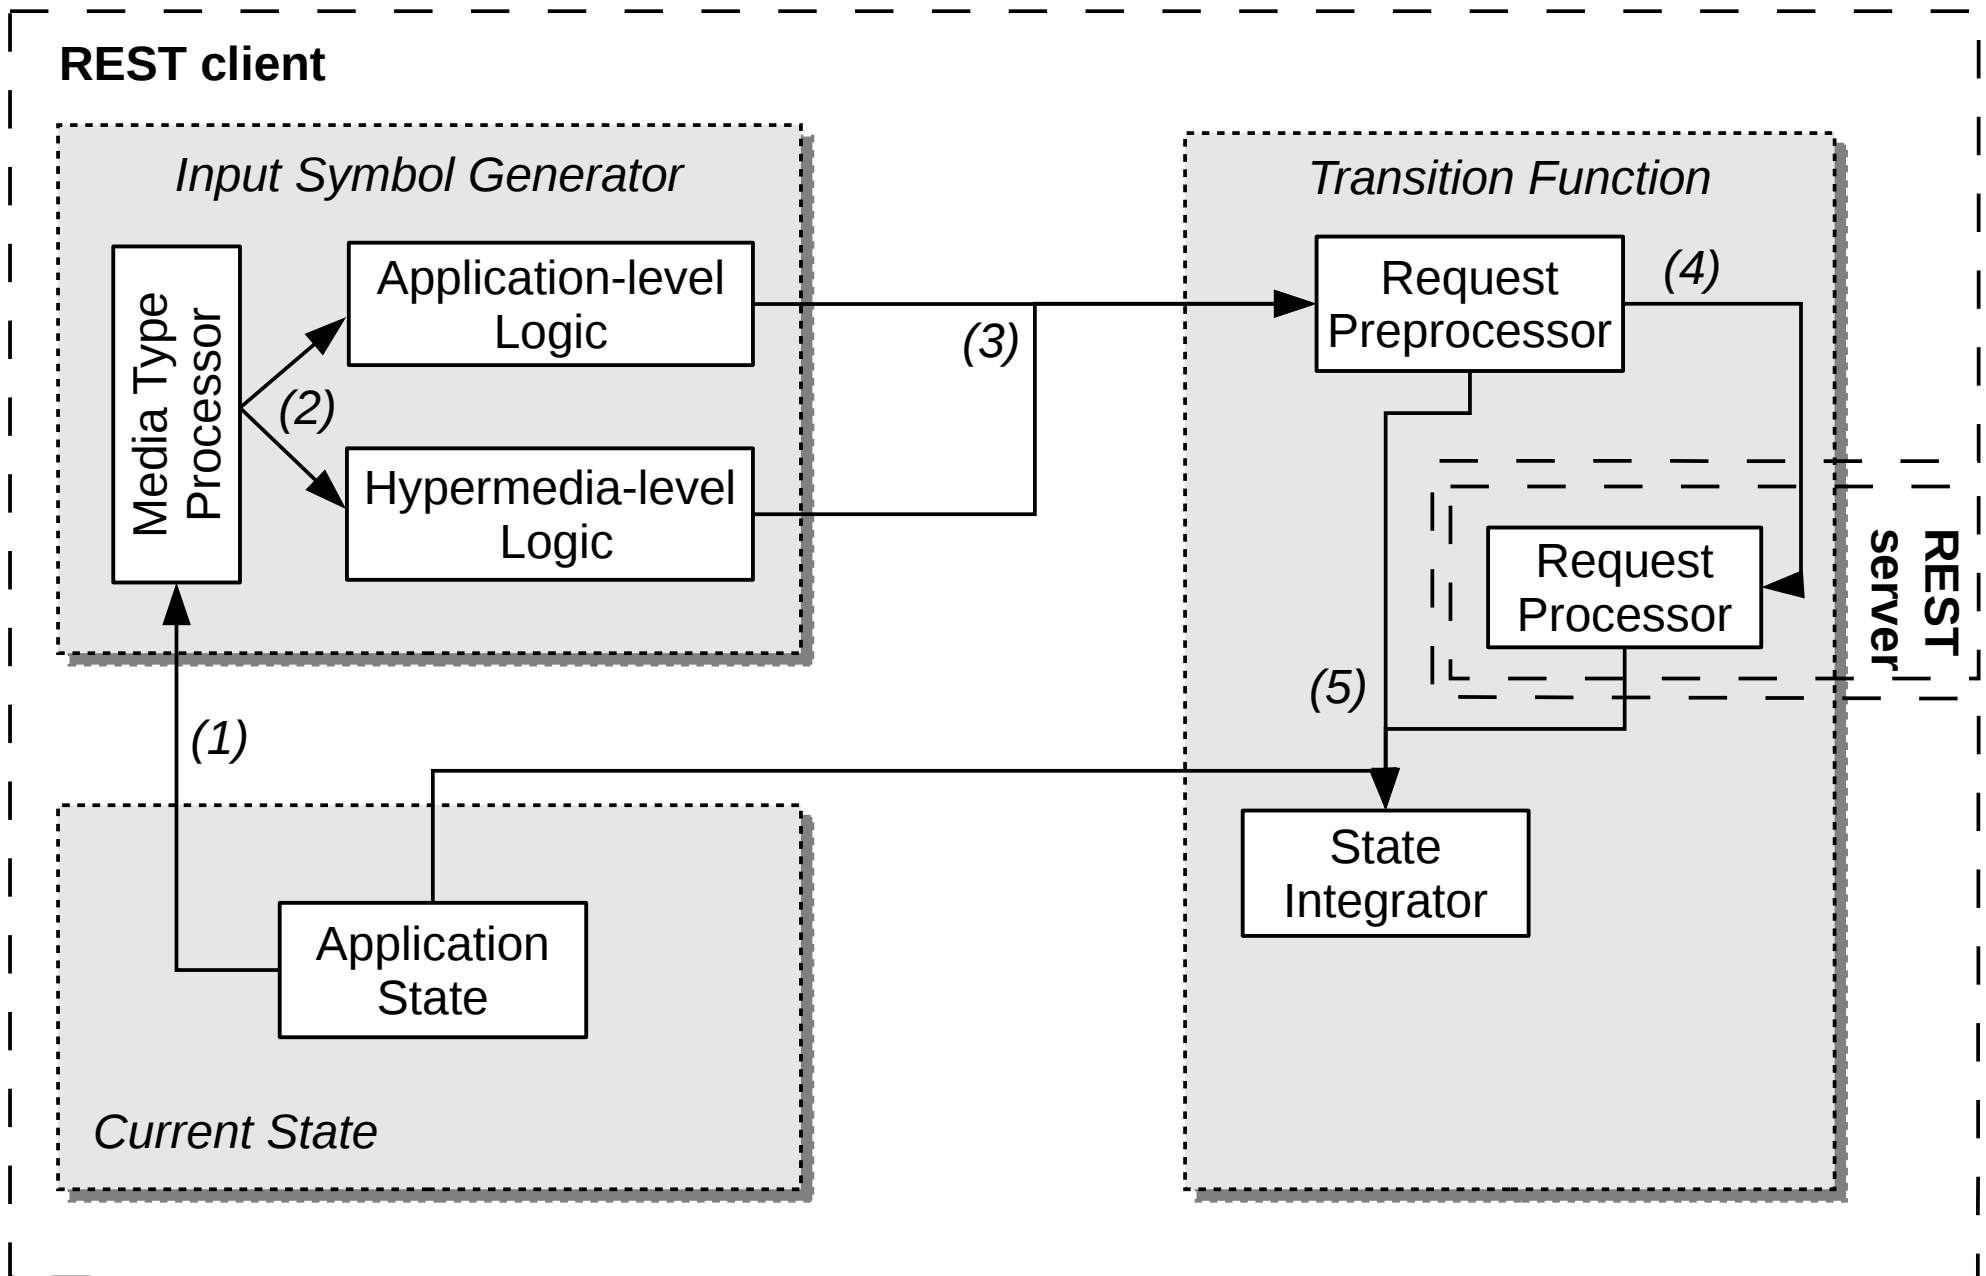 REST client
Input Symbol Generator
Media Type
Processor
Application-level
Logic
(2)
Hypermedia-level
Logic
(3)
Transition Function
Request
Preprocessor
(4)
REST
server
Request
Processor
(5)
(1)
State
Integrator
Application
State
Current State